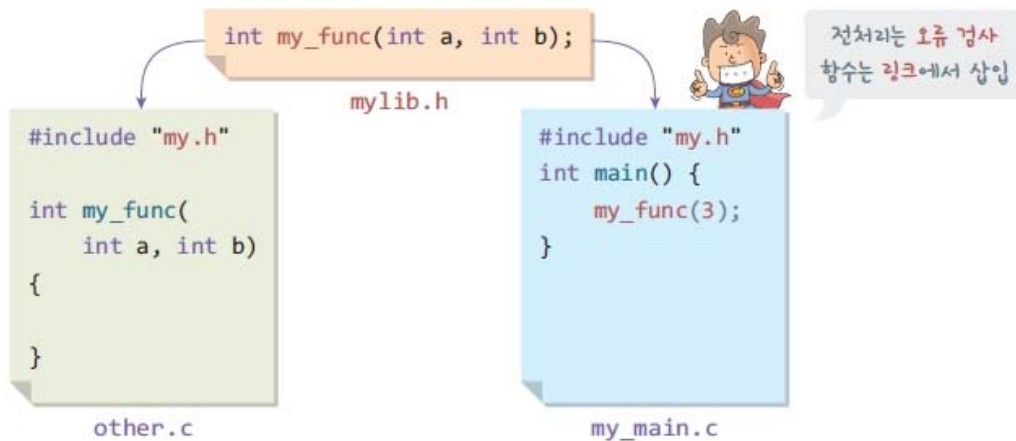 int my_func(int a, int b);
mylib.h
전처리는 오류 검사
함수는 링크에서 삽입
#include "my.h"
int my_func(
int a, int b)
{
}
other.c
#include "my.h"
int main() {
my_func(3);
}
my_main.c